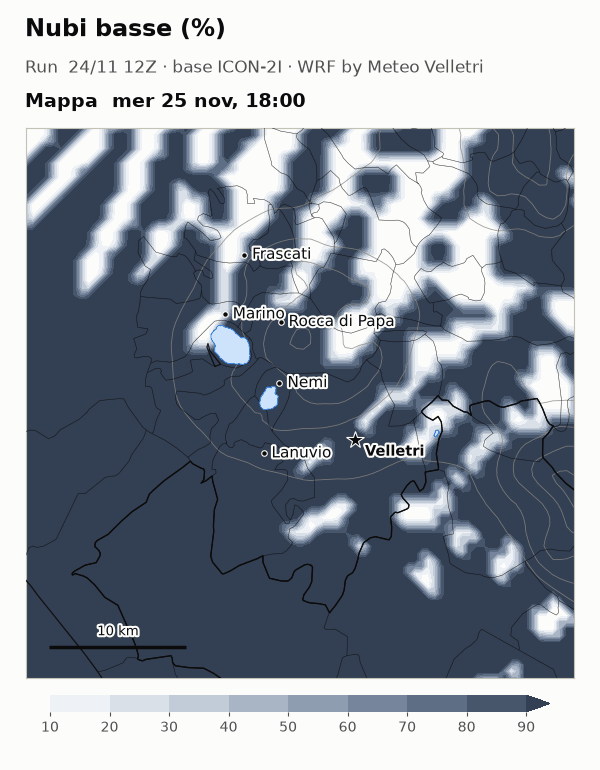 Nubi basse (%)
Run  24/11 12Z · base ICON-2I · WRF by Meteo Velletri
Mappa  mer 25 nov, 18:00
Frascati
Marino
Rocca di Papa
Nemi
Velletri
Lanuvio
10 km
10 20 30 40 50 60 70 80 90